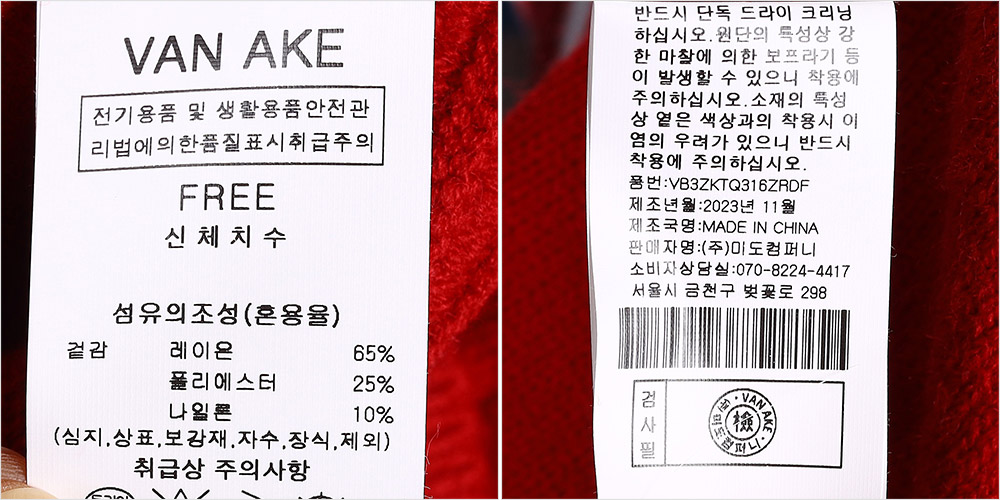 VAN AKE
전기용품 및 생활용품안전관
리법에의한품질표시취급주의
FREE
신체치수
섬유의조성(혼용율)
겉감 레이온 65%
폴리에스터 25%
나일론 10%
(심지,상표,보강재,자수,장식,제외)
취급상 주의사항
드라이
반드시 단독 드라이 크리닝
하십시오.원단의 특성상 강
한 마찰에 의한 보프라기 등
이 발생할 수 있으니 착용에
주의하십시오.소재의 특성
상 옅은 색상과의 착용시 이
염의 우려가 있으니 반드시
착용에 주의하십시오.
품번:VB3ZKTQ316ZRDF
제조년월:2023년 11월
제조국명:MADE IN CHINA
판매자명:(주)미도컴퍼니
소비자상담실:070-8224-4417
서울시 금천구 벚꽃로 298
검사필
VAN AKE
檢
(주)미도컴퍼니